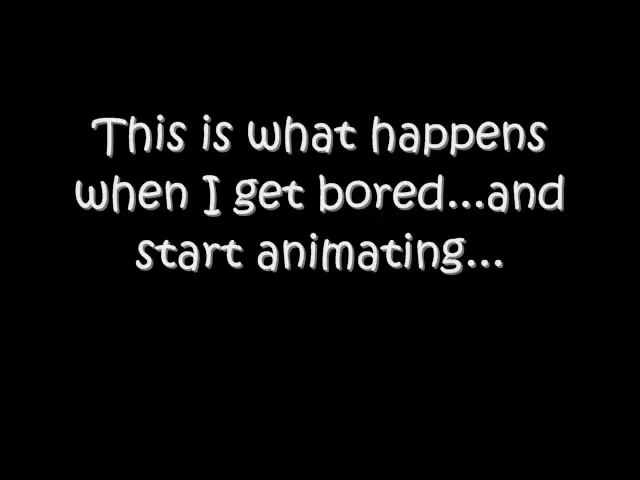 This is what happens
when I get bored...and
start animating...